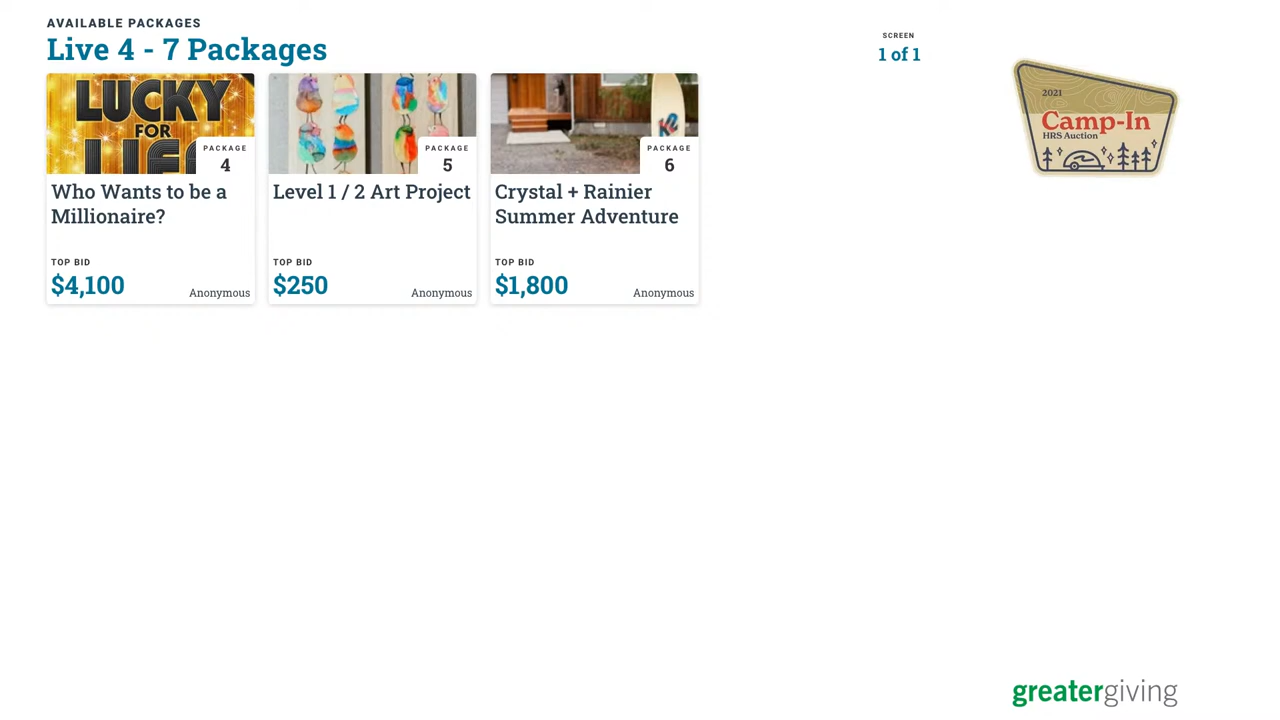 AVAILABLE PACKAGES
Live 4 - 7 Packages
SCREEN
1 of 1
2021
Camp-In
HRS Auction
LUCKY
FOR
LIFE
PACKAGE
4
Who Wants to be a
Millionaire?
TOP BID
$4,100
Anonymous
PACKAGE
5
Level 1 / 2 Art Project
TOP BID
$250
Anonymous
K2
PACKAGE
6
Crystal + Rainier
Summer Adventure
TOP BID
$1,800
Anonymous
greatergiving